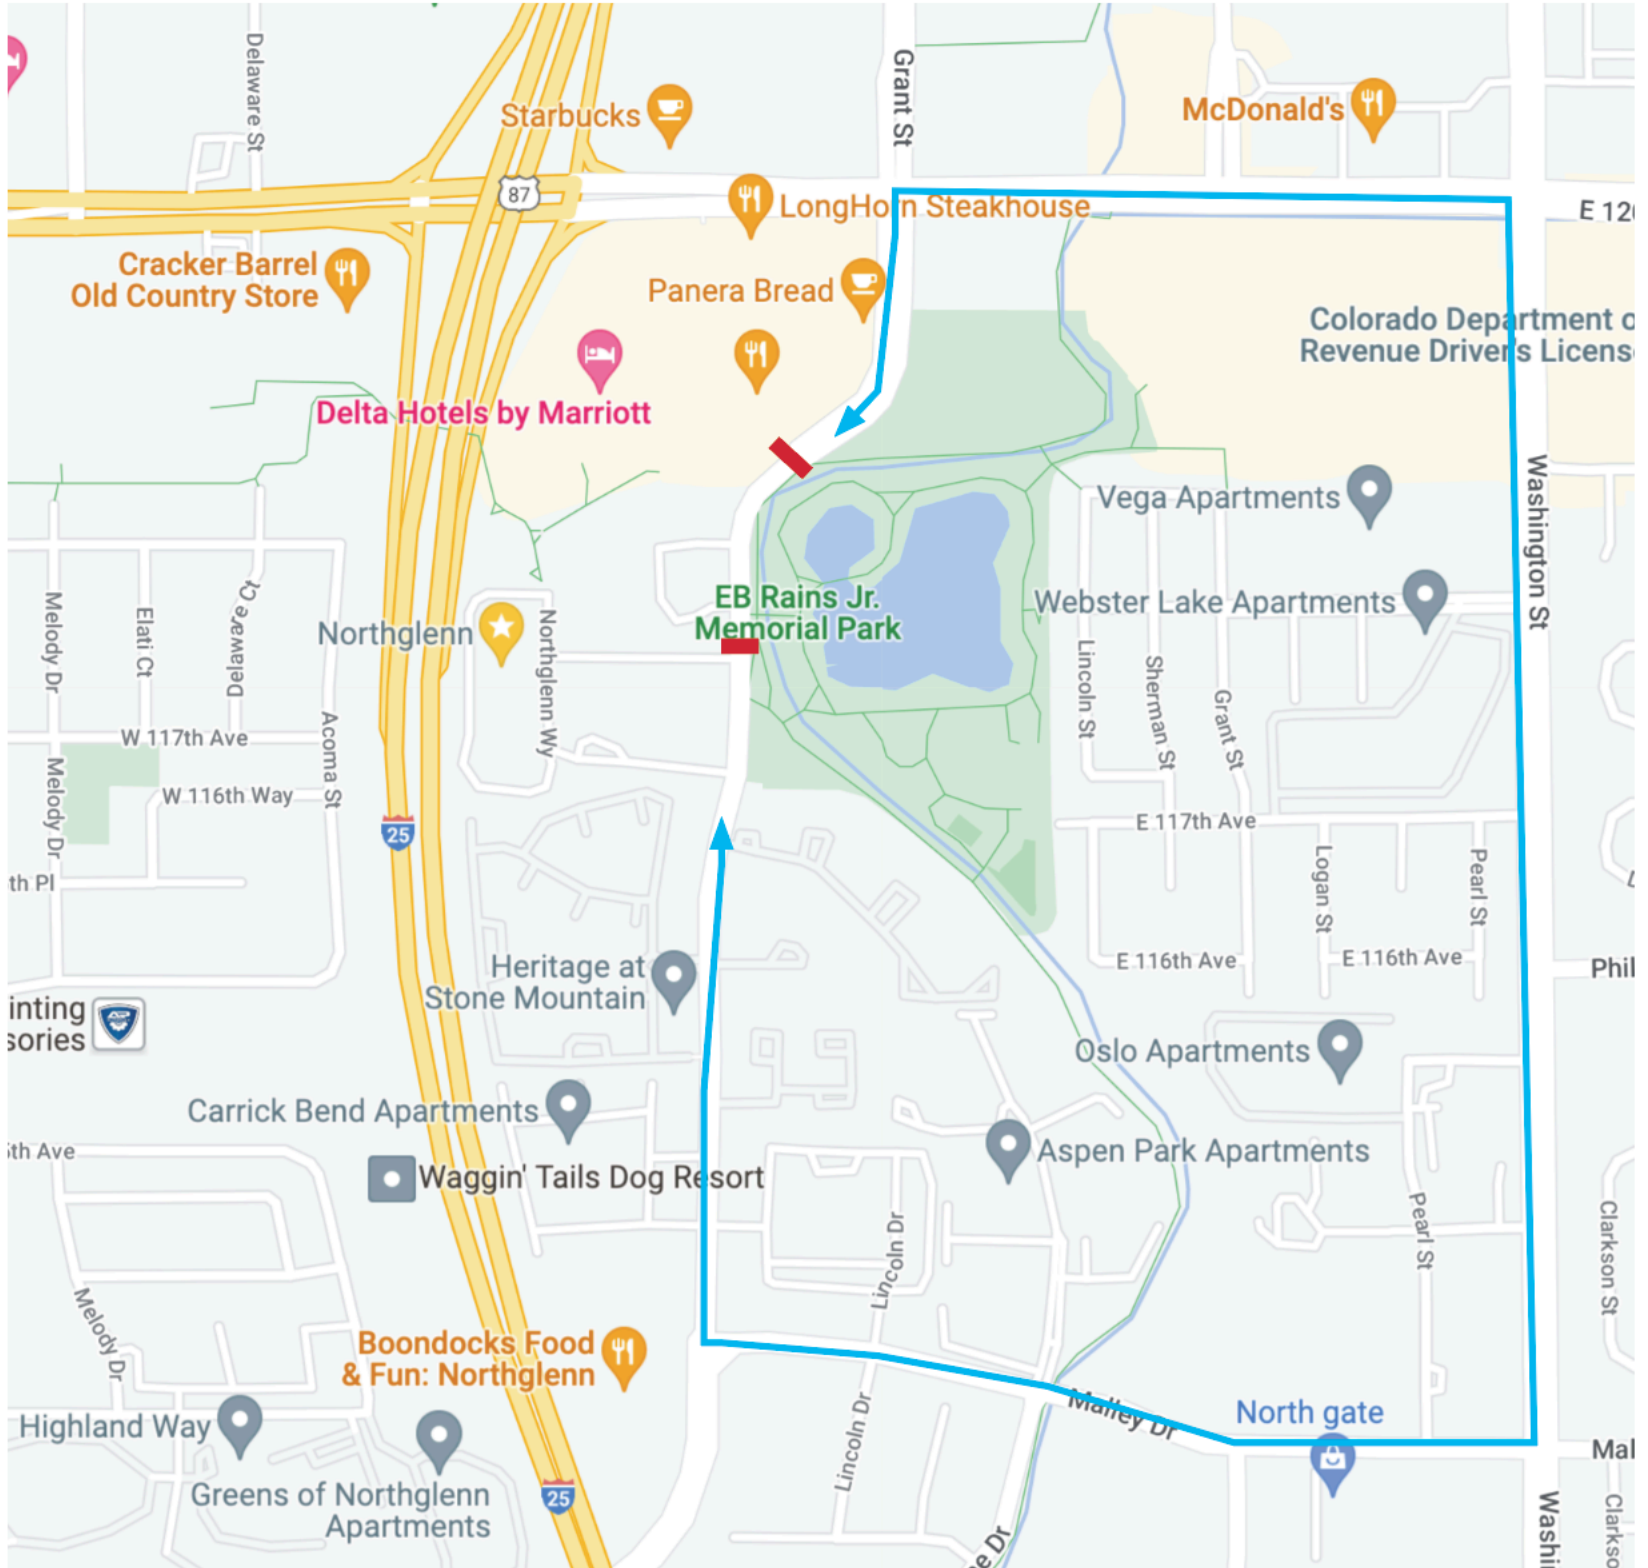 Delaware St
Grant St
Starbucks
McDonald's
87
LongHorn Steakhouse
E 120
Cracker Barrel
Old Country Store
Panera Bread
Colorado Department o
Revenue Driver's Licens
Delta Hotels by Marriott
Washington St
Vega Apartments
EB Rains Jr.
Memorial Park
Webster Lake Apartments
Northglenn
Melody Dr
Elati Ct
Delaware Ct
Northglenn Wy
Lincoln St
Sherman St
Grant St
W 117th Ave
Acoma St
Melody Dr
W 116th Way
25
E 117th Ave
th Pl
Logan St
Pearl St
Heritage at
Stone Mountain
E 116th Ave
E 116th Ave
Phil
inting
sories
Oslo Apartments
Carrick Bend Apartments
5th Ave
Waggin' Tails Dog Resort
Aspen Park Apartments
Lincoln Dr
Pearl St
Clarkson St
Melody Dr
Boondocks Food
& Fun: Northglenn
Malley Dr
North gate
Highland Way
Lincoln Dr
Mal
Greens of Northglenn
Apartments
25
Washi
Clarkso
e Dr